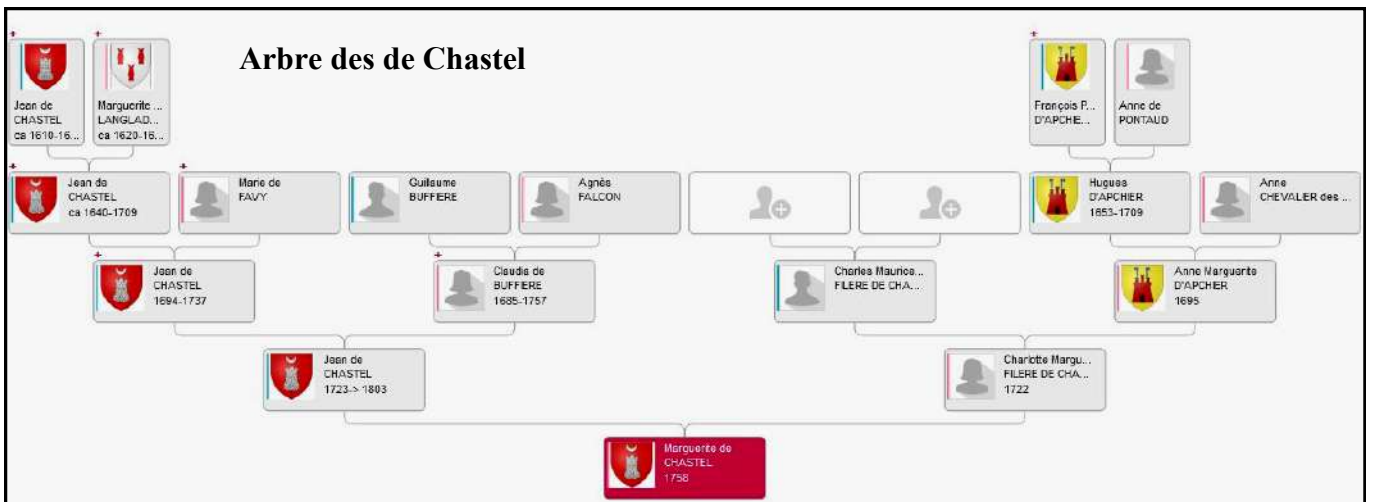 Arbre des de Chastel
Jean de
CHASTEL
ca 1610-16...
Marguerite ...
LANGLAD...
ca 1620-16...
François P...
D'APCHIE...
Anne de
PONTAUD
Jean de
CHASTEL
ca 1640-1709
Marie de
FAVY
Guillaume
BUFFERE
Agnès
FALCON
Hugues
D'APCHIER
1653-1709
Anne
CHEVALER des ...
Jean de
CHASTEL
1694-1737
Claudia de
BUFFERE
1685-1757
Charles Maurice...
FILERE DE CHA...
Anne Marguerite
D'APCHIER
1695
Jean de
CHASTEL
1723-> 1803
Charlotte Margu...
FILERE DE CHA...
1722
Marguerite de
CHASTEL
1758